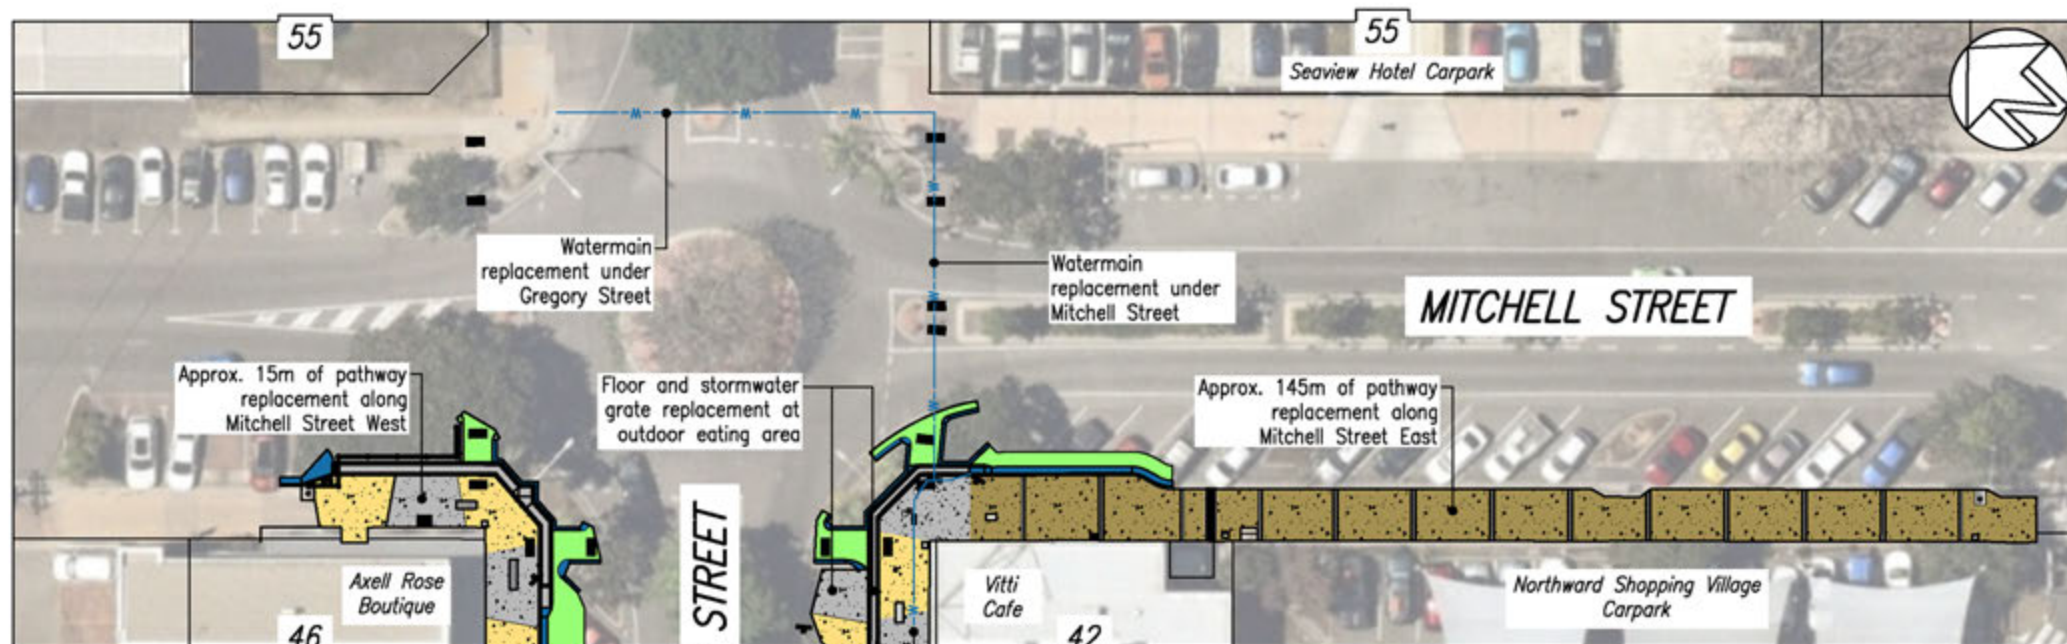 55
55
Seaview Hotel Carpark
W
W
W
W
Watermain
replacement under
Gregory Street
Watermain
replacement under
Mitchell Street
W
MITCHELL STREET
Approx. 15m of pathway
replacement along
Mitchell Street West
Floor and stormwater
grate replacement at
outdoor eating area
Approx. 145m of pathway
replacement along
Mitchell Street East
W
STREET
Axell Rose
Boutique
Vitti
Cafe
Northward Shopping Village
Carpark
W
46
42